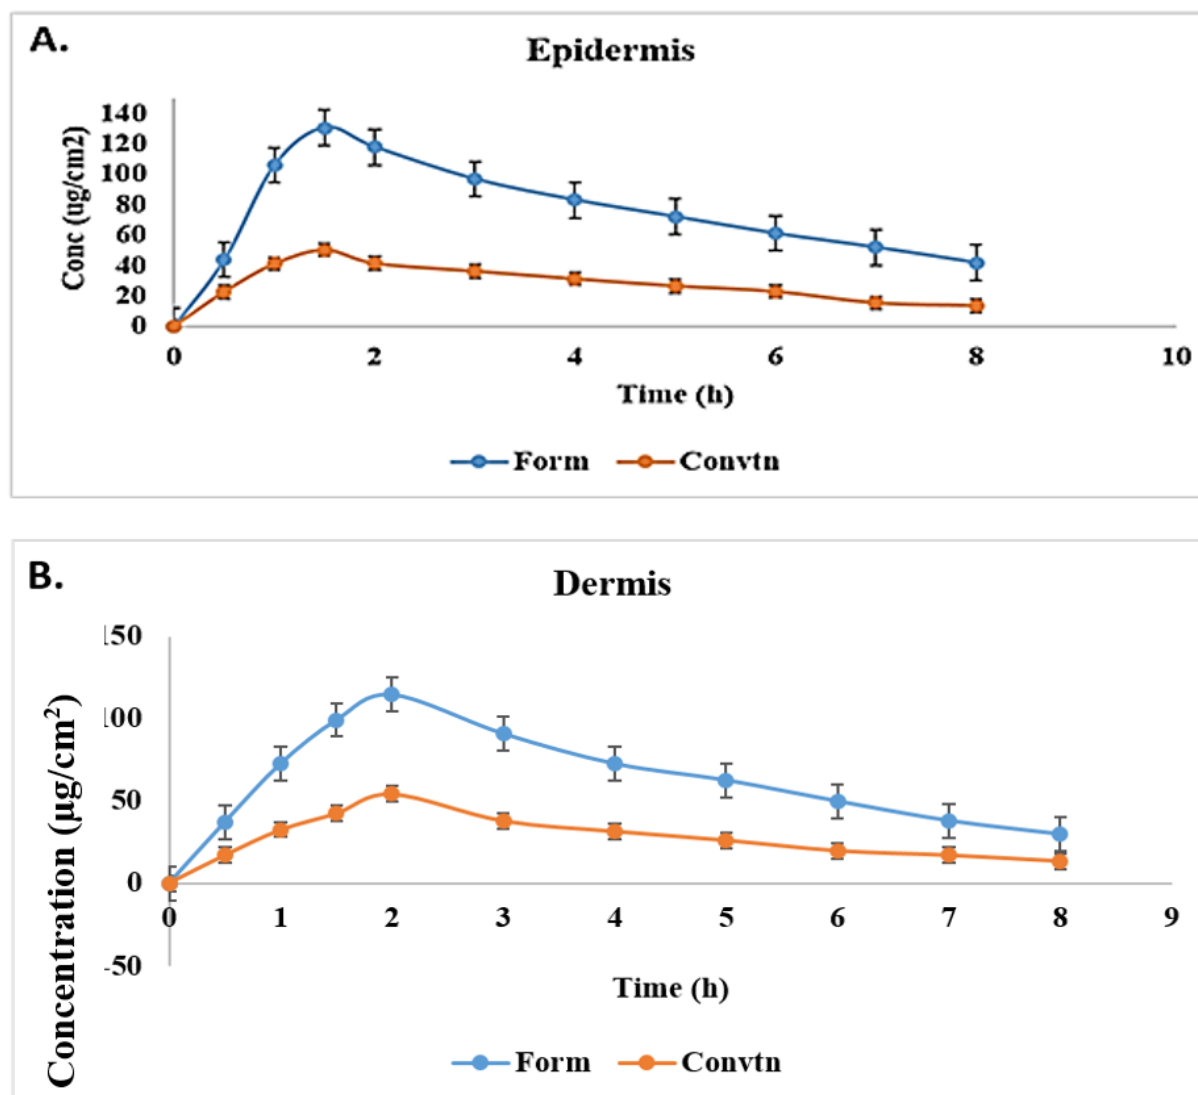 A.
Epidermis
140
120
100
80
60
40
20
0
Conc (ug/cm2)
0 2 4 6 8 10
Time (h)
Form Convtn
B.
Dermis
150
100
50
0
-50
Concentration (µg/cm²)
0 1 2 3 4 5 6 7 8 9
Time (h)
Form Convtn